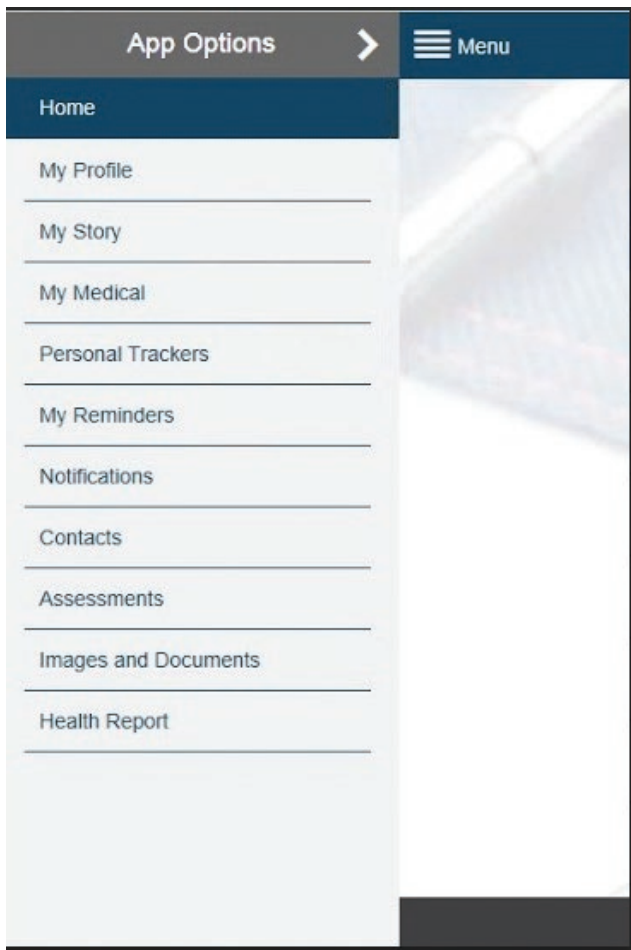 App Options
Menu
Home
My Profile
My Story
My Medical
Personal Trackers
My Reminders
Notifications
Contacts
Assessments
Images and Documents
Health Report